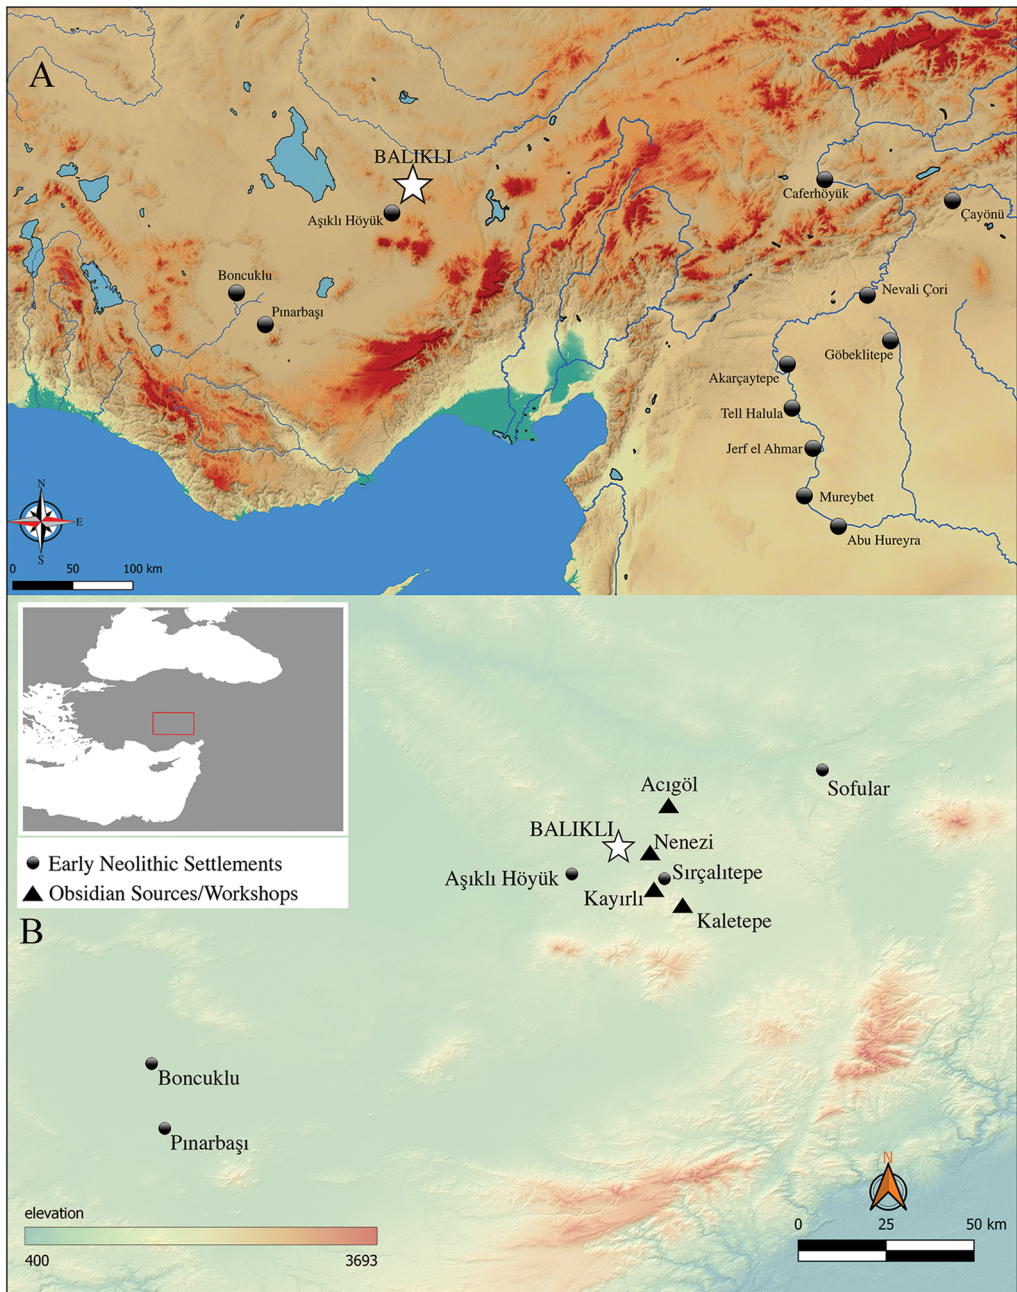 A
BALIKLI
Aşıklı Höyük
Caferhöyük
Çayönü
Boncuklu
Pınarbaşı
Nevali Çori
Göbeklitepe
Akarçaytepe
Tell Halula
Jerf el Ahmar
Mureybet
Abu Hureyra
N
E
S
0 50 100 km
Early Neolithic Settlements
Obsidian Sources/Workshops
B
Sofular
Acıgöl
BALIKLI
Nenezi
Aşıklı Höyük
Sırçalıtepe
Kayırlı
Kaletepe
Boncuklu
Pınarbaşı
elevation
400 3693
N
0 25 50 km